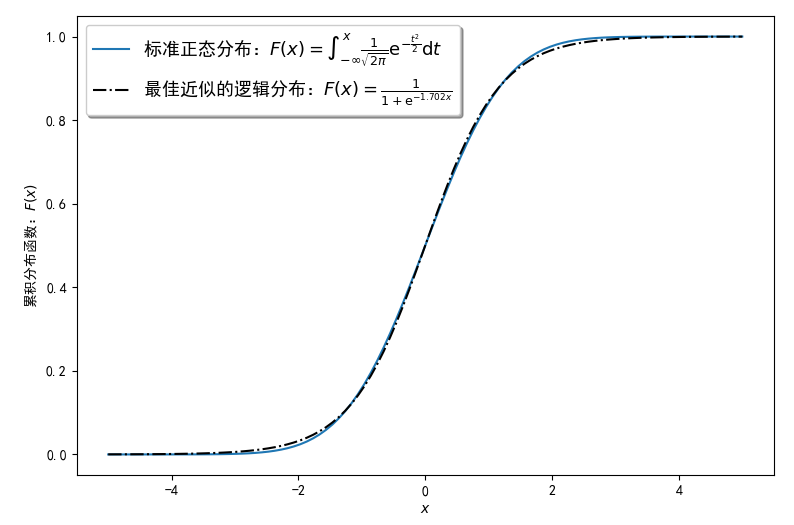 标准正态分布：$F(x)=\int_{-\infty}^{x}\frac{1}{\sqrt{2\pi}}\mathrm{e}^{-\frac{t^2}{2}}\mathrm{d}t$
最佳近似的逻辑分布：$F(x)=\frac{1}{1+\mathrm{e}^{-1.702x}}$
累积分布函数：$F(x)$
1.0
0.8
0.6
0.4
0.2
0.0
−4 −2 0 2 4
x